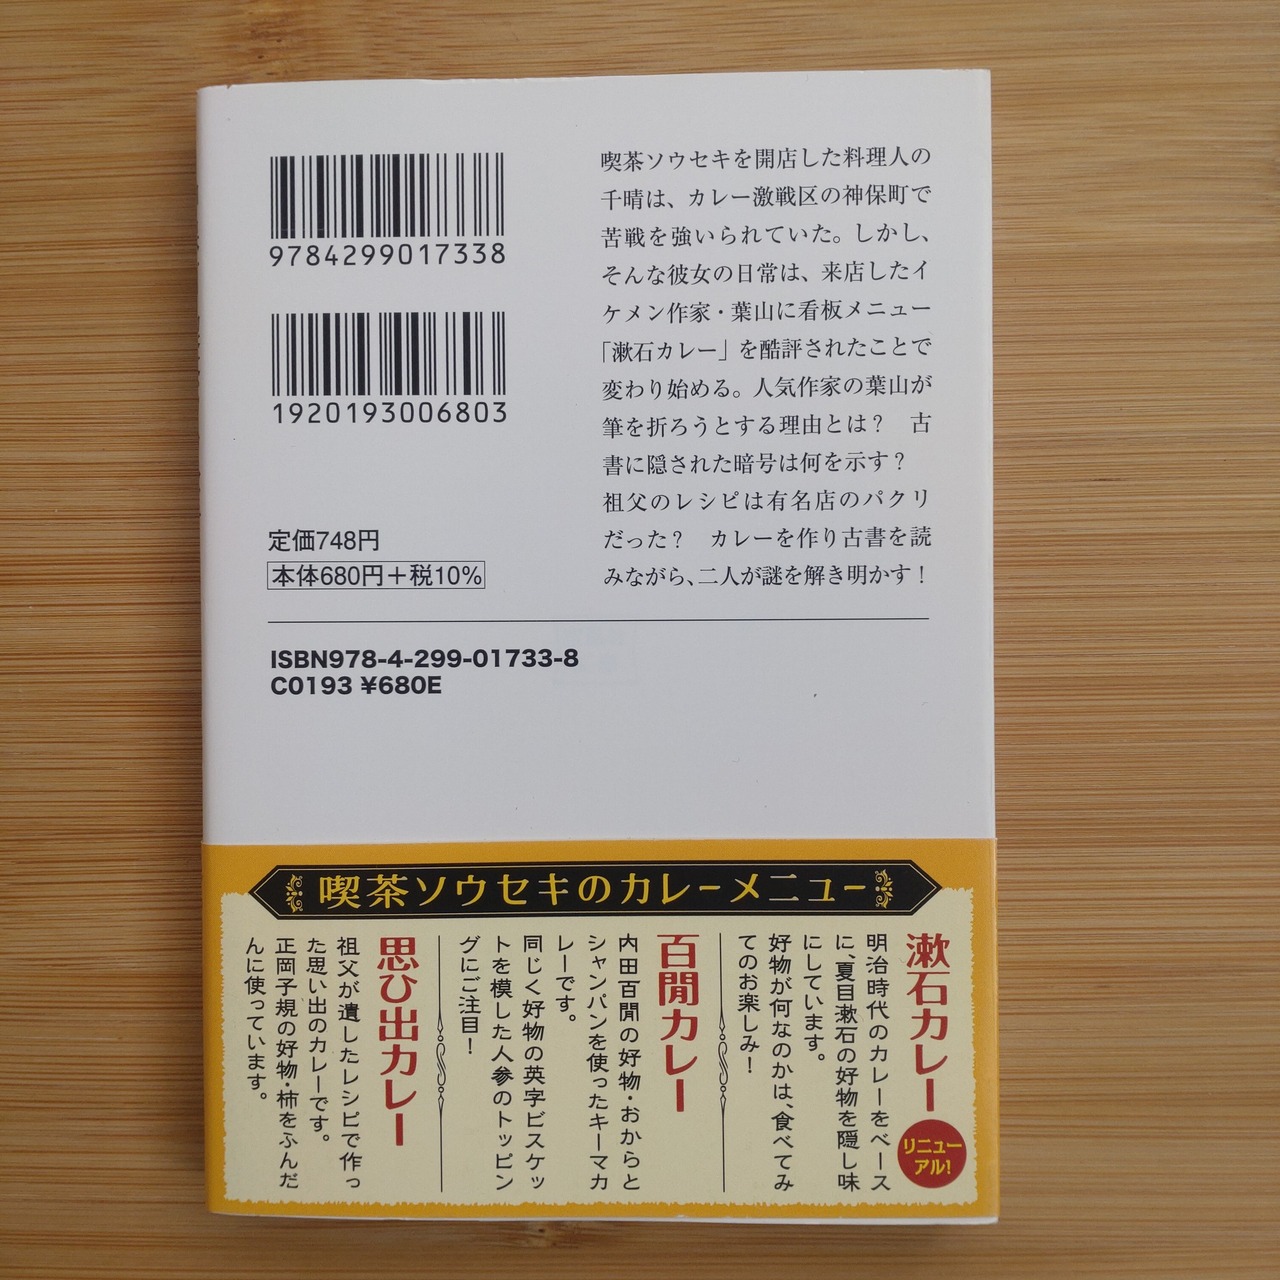 9784299017338
1920193006803
定価748円
本体680円＋税10%
喫茶ソウセキを開店した料理人の
千晴は、カレー激戦区の神保町で
苦戦を強いられていた。しかし、
そんな彼女の日常は、来店したイ
ケメン作家・葉山に看板メニュー
「漱石カレー」を酷評されたことで
変わり始める。人気作家の葉山が
筆を折ろうとする理由とは？　古
書に隠された暗号は何を示す？
祖父のレシピは有名店のパクリ
だった？　カレーを作り古書を読
みながら、二人が謎を解き明かす！
ISBN978-4-299-01733-8
C0193 ¥680E
喫茶ソウセキのカレーメニュー
漱石カレー
リニュー
アル!
明治時代のカレーをベース
に、夏目漱石の好物を隠し味
にしています。
好物が何なのかは、食べてみ
てのお楽しみ！
百閒カレー
内田百閒の好物・おからと
シャンパンを使ったキーマカ
レーです。
同じく好物の英字ビスケッ
トを模した人参のトッピン
グにご注目！
思ひ出カレー
祖父が遺したレシピで作っ
た思い出のカレーです。
正岡子規の好物・柿をふんだ
んに使っています。